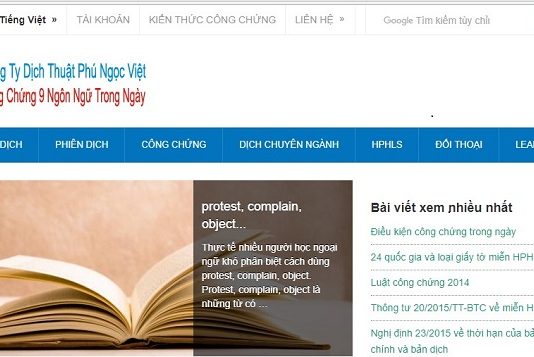 Tiếng Việt » TÀI KHOẢN KIẾN THỨC CÔNG CHỨNG LIÊN HỆ » Google Tìm kiếm tùy chỉ
g Ty Dịch Thuật Phú Ngọc Việt
g Chứng 9 Ngôn Ngữ Trong Ngày
DỊCH PHIÊN DỊCH CÔNG CHỨNG DỊCH CHUYÊN NGÀNH HPHLS ĐỐI THOẠI LEA
protest, complain,
object...
Thực tế nhiều người học ngoại
ngữ khó phân biệt cách dùng
protest, complain, object.
Protest, complain, object là
những từ có ...
Bài viết xem nhiều nhất
Điều kiện công chứng trong ngày
24 quốc gia và loại giấy tờ miễn HPH
Luật công chứng 2014
Thông tư 20/2015/TT-BTC về miễn H
Nghị định 23/2015 về thời hạn của bả
chính và bản dịch